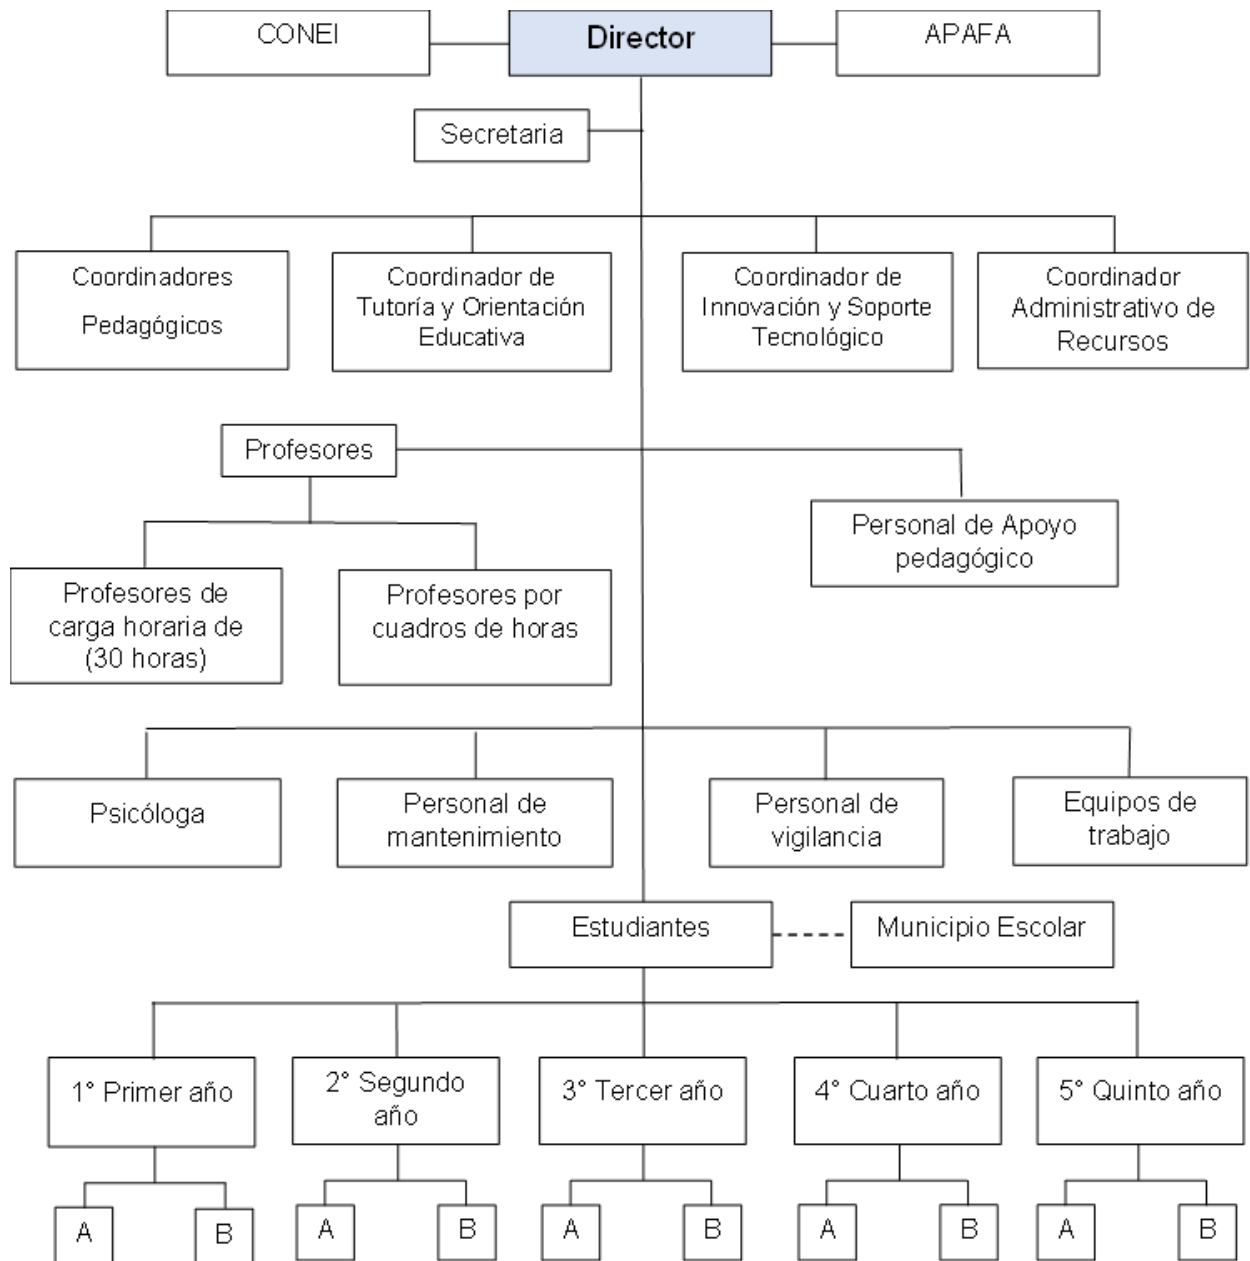 CONEI
Director
APAFA
Secretaria
Coordinadores
Pedagógicos
Coordinador de
Tutoría y Orientación
Educativa
Coordinador de
Innovación y Soporte
Tecnológico
Coordinador
Administrativo de
Recursos
Profesores
Personal de Apoyo
pedagógico
Profesores de
carga horaria de
(30 horas)
Profesores por
cuadros de horas
Psicóloga
Personal de
mantenimiento
Personal de
vigilancia
Equipos de
trabajo
Estudiantes
Municipio Escolar
1° Primer año
2° Segundo
año
3° Tercer año
4° Cuarto año
5° Quinto año
A
B
A
B
A
B
A
B
A
B